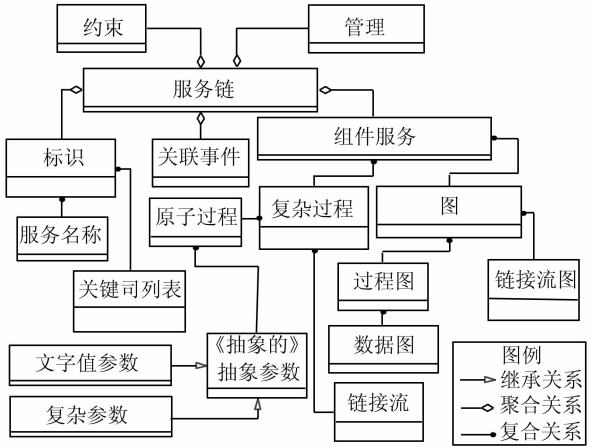 约束
管理
服务链
标识
关联事件
组件服务
服务名称
原子过程
复杂过程
图
关键司列表
过程图
链接流图
数据图
《抽象的》
抽象参数
文字值参数
复杂参数
链接流
图例
继承关系
聚合关系
复合关系